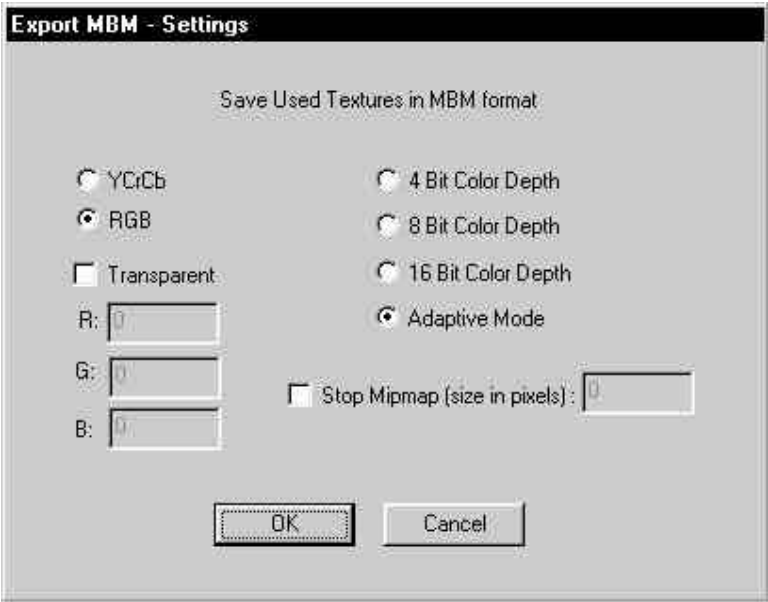 Export MBM - Settings
Save Used Textures in MBM format
YCrCb
RGB
Transparent
R: 0
G: 0
B: 0
4 Bit Color Depth
8 Bit Color Depth
16 Bit Color Depth
Adaptive Mode
Stop Mipmap (size in pixels) : 0
OK
Cancel